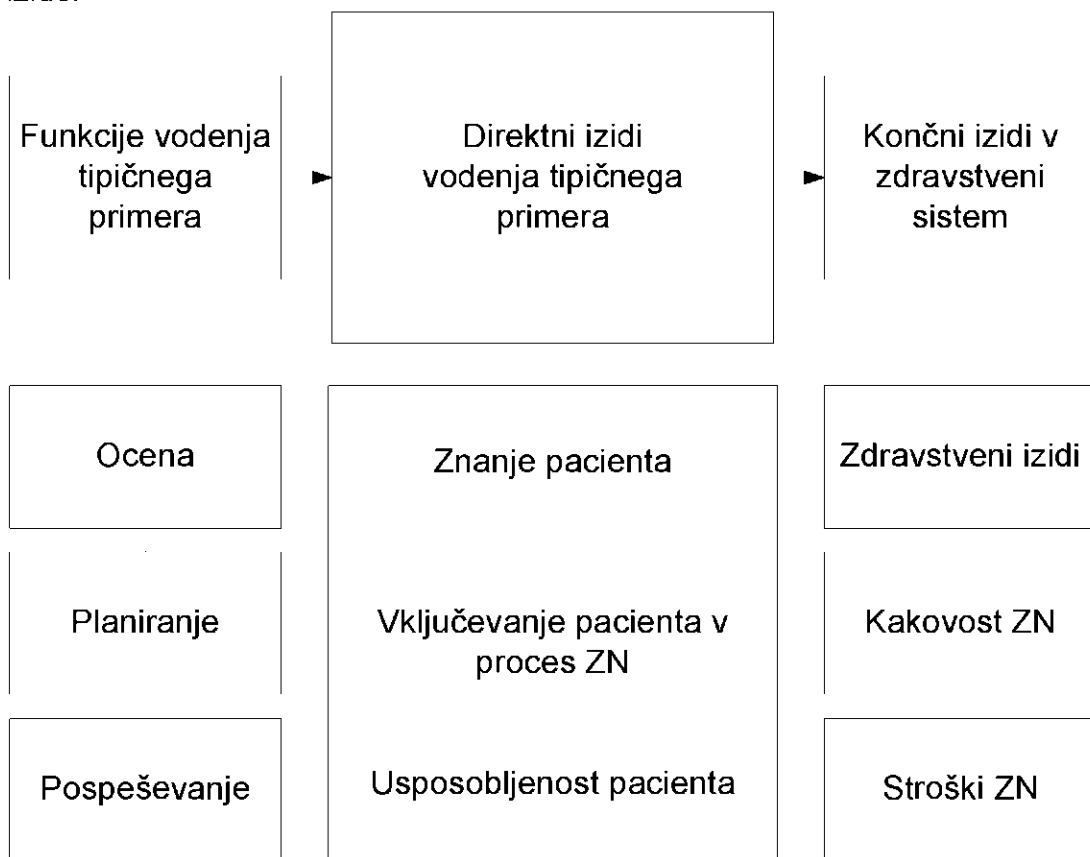 Funkcije vodenja
tipičnega
primera
Direktni izidi
vodenja tipičnega
primera
Končni izidi v
zdravstveni
sistem
Ocena
Znanje pacienta
Zdravstveni izidi
Planiranje
Vključevanje pacienta v
proces ZN
Kakovost ZN
Pospeševanje
Usposobljenost pacienta
Stroški ZN